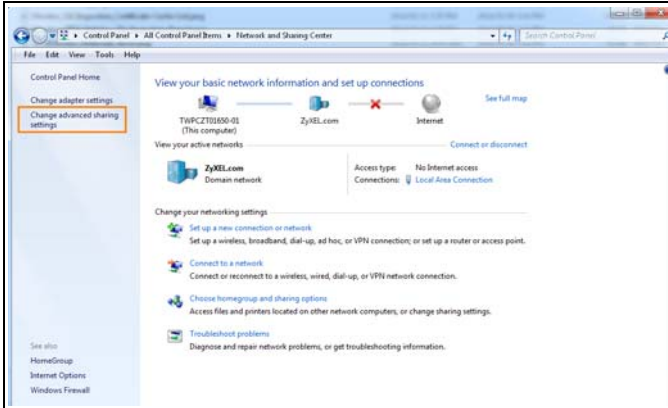 Control Panel ▸ All Control Panel Items ▸ Network and Sharing Center
Search Control Panel
File Edit View Tools Help
Control Panel Home
Change adapter settings
Change advanced sharing
settings
See also
HomeGroup
Internet Options
Windows Firewall
View your basic network information and set up connections
See full map
TWPCZT01650-01
(This computer)
ZyXEL.com
Internet
View your active networks
Connect or disconnect
ZyXEL.com
Domain network
Access type: No Internet access
Connections: Local Area Connection
Change your networking settings
Set up a new connection or network
Set up a wireless, broadband, dial-up, ad hoc, or VPN connection; or set up a router or access point.
Connect to a network
Connect or reconnect to a wireless, wired, dial-up, or VPN network connection.
Choose homegroup and sharing options
Access files and printers located on other network computers, or change sharing settings.
Troubleshoot problems
Diagnose and repair network problems, or get troubleshooting information.